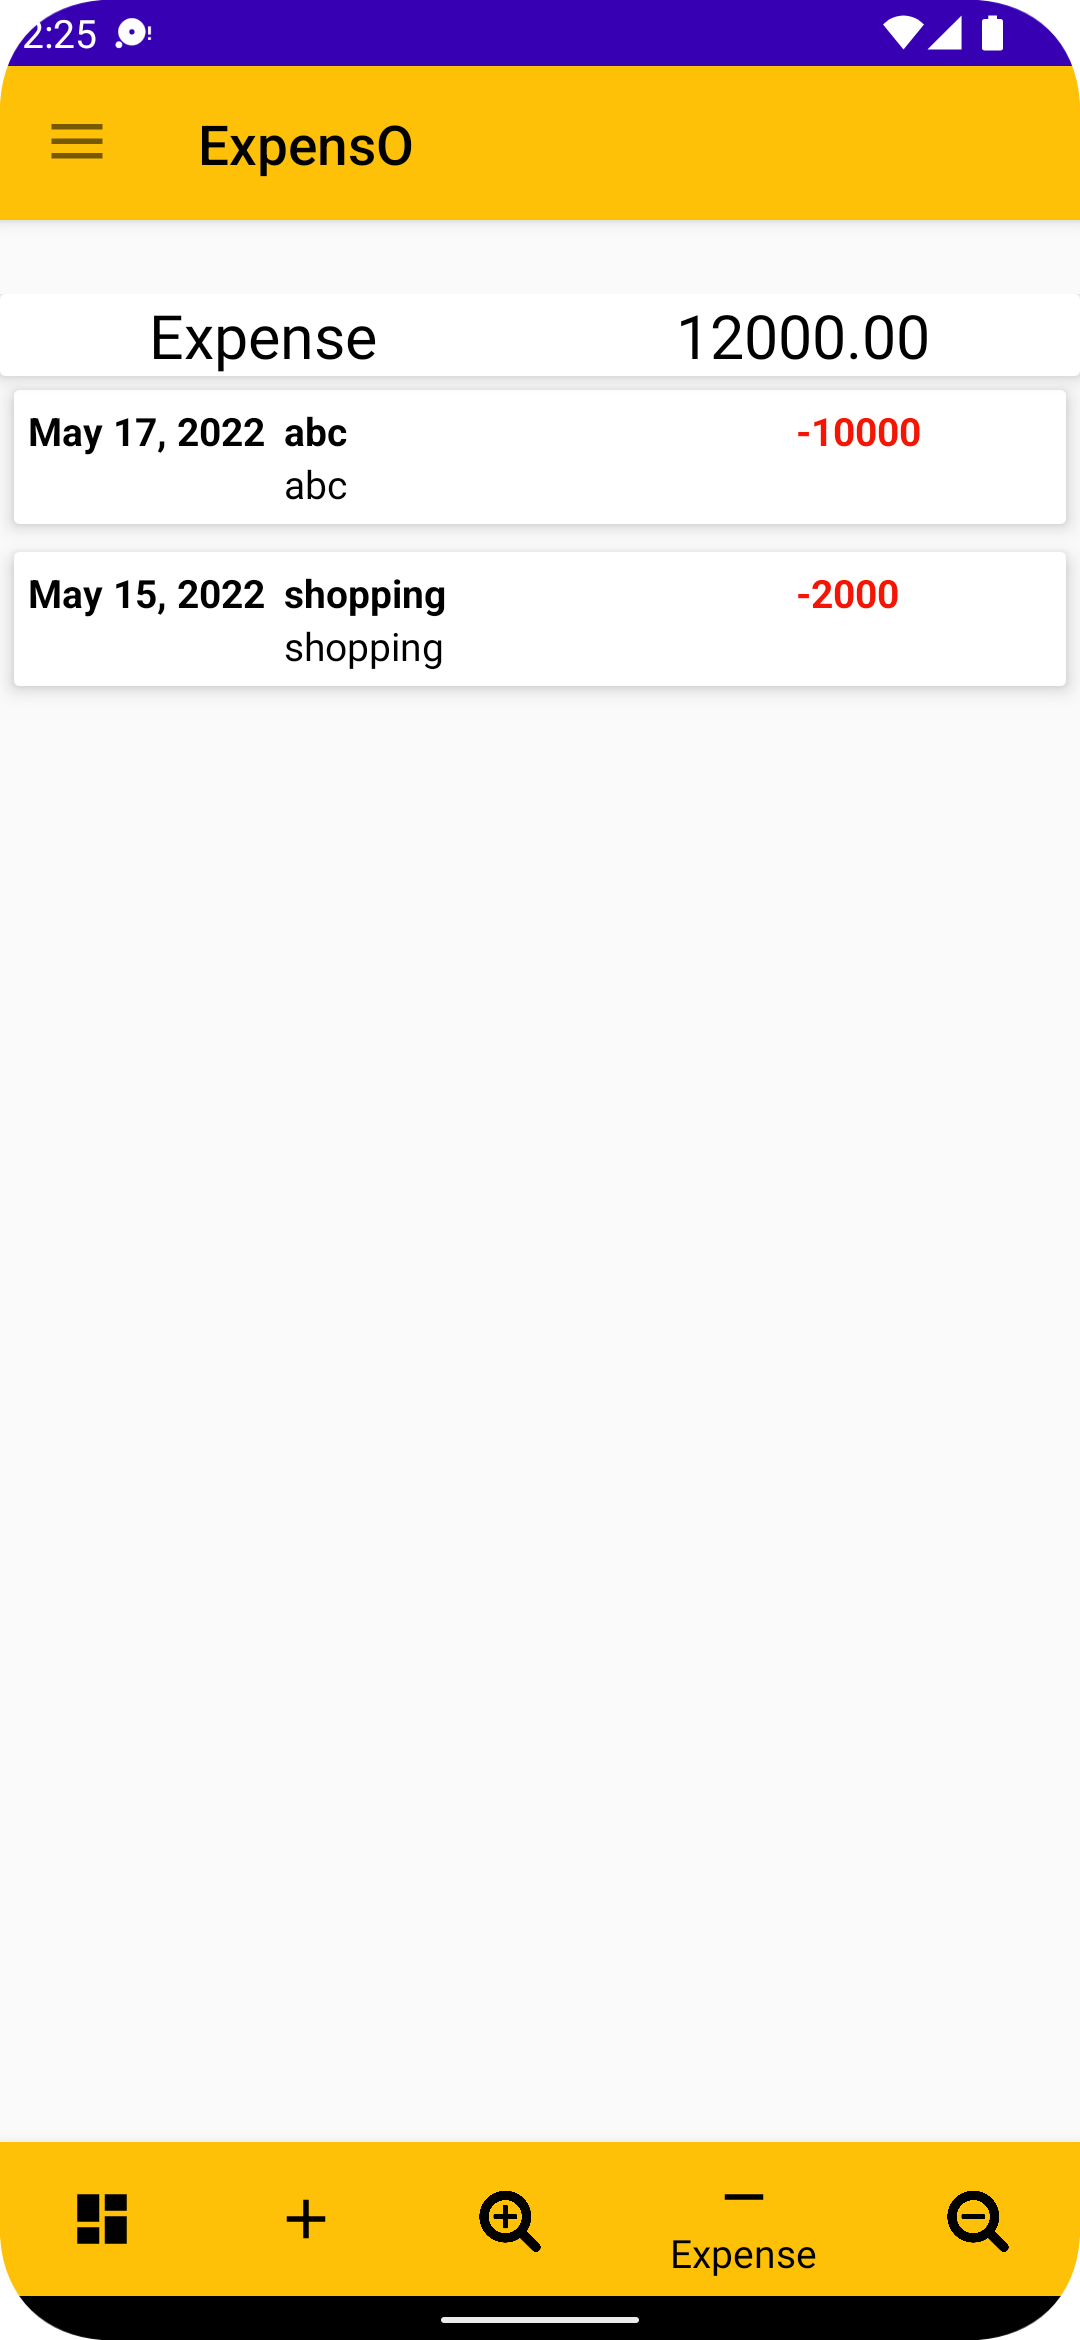 2:25
ExpensO
Expense 12000.00
May 17, 2022 abc -10000
abc
May 15, 2022 shopping -2000
shopping
Expense